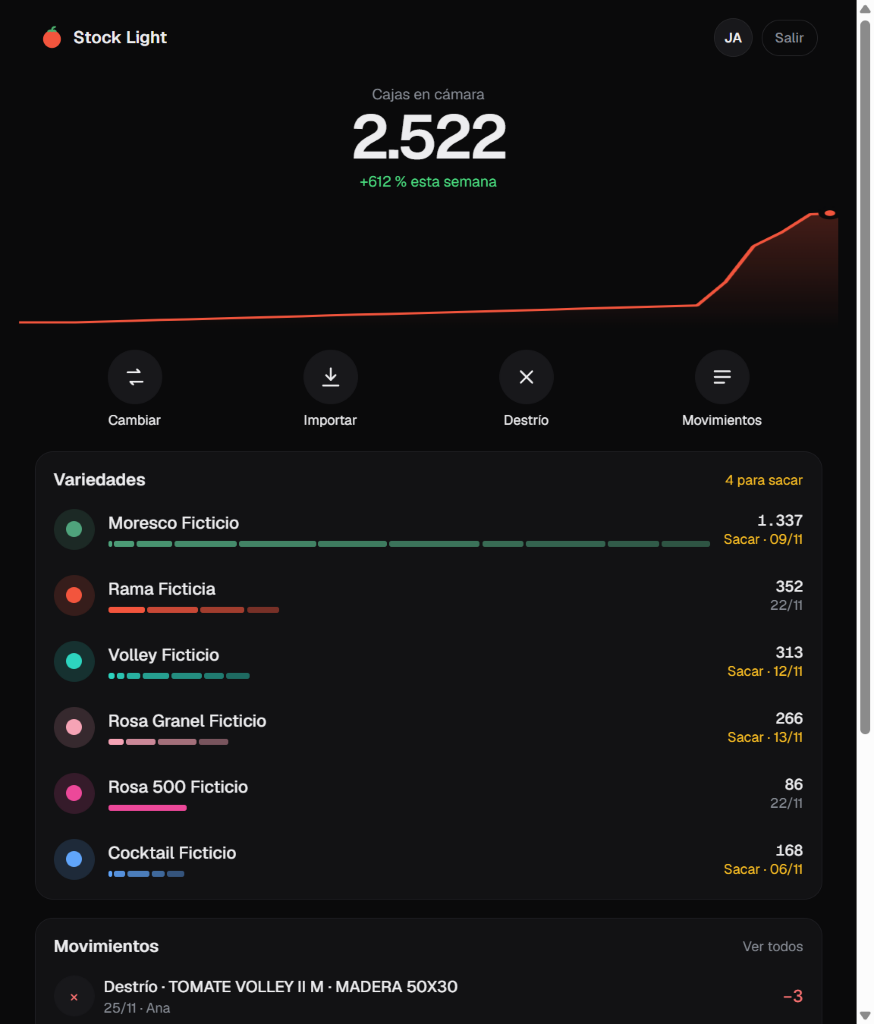 Stock Light
JA
Salir
Cajas en cámara
2.522
+612 % esta semana
Cambiar
Importar
Destrío
Movimientos
Variedades
4 para sacar
Moresco Ficticio
1.337
Sacar · 09/11
Rama Ficticia
352
22/11
Volley Ficticio
313
Sacar · 12/11
Rosa Granel Ficticio
266
Sacar · 13/11
Rosa 500 Ficticio
86
22/11
Cocktail Ficticio
168
Sacar · 06/11
Movimientos
Ver todos
Destrío · TOMATE VOLLEY II M · MADERA 50X30
−3
25/11 · Ana